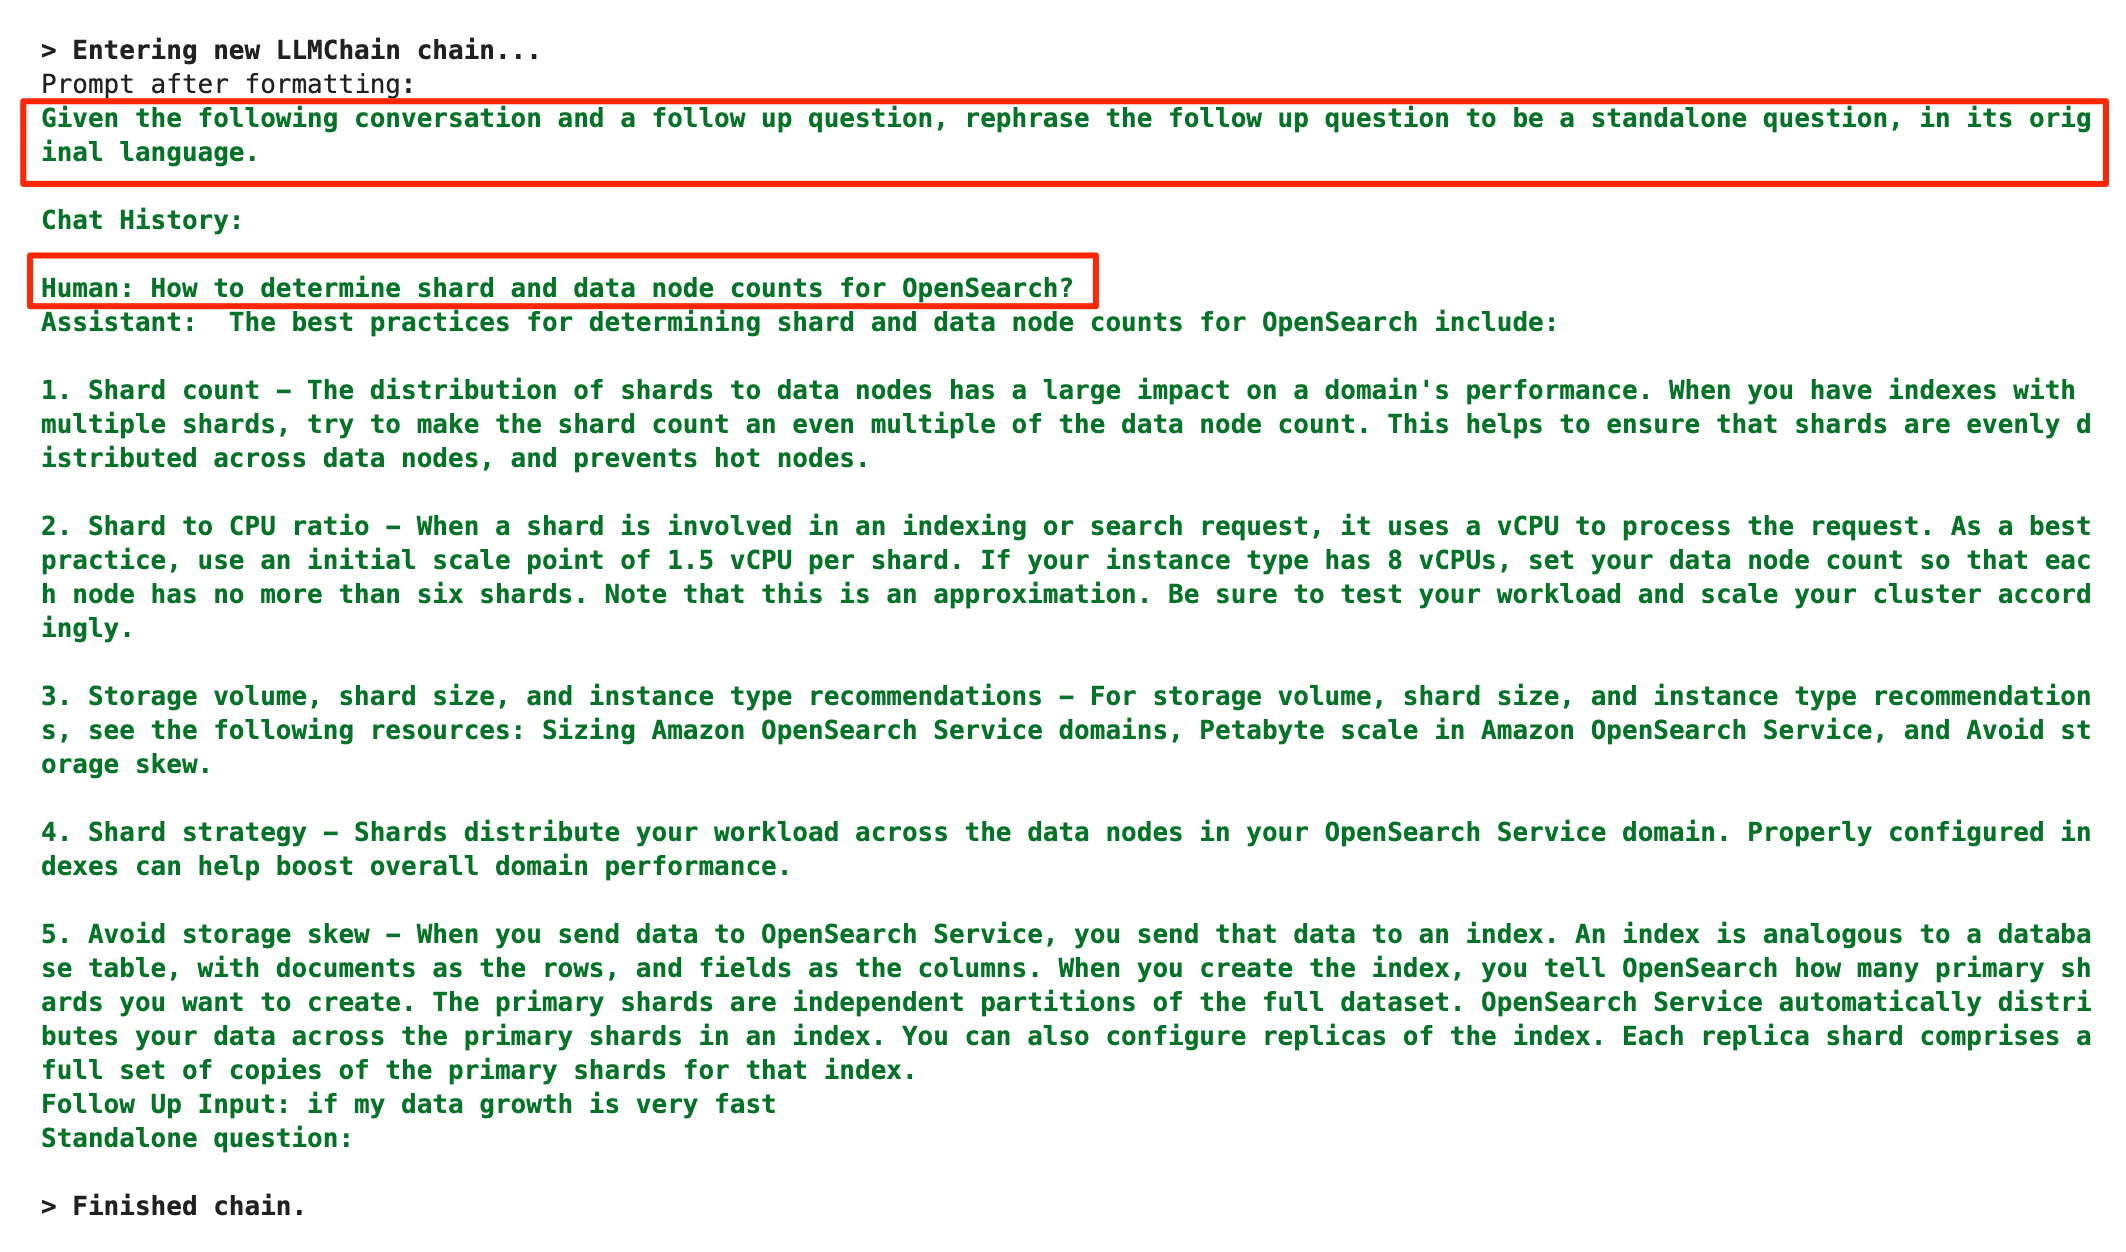 > Entering new LLMChain chain...
Prompt after formatting:
Given the following conversation and a follow up question, rephrase the follow up question to be a standalone question, in its orig
inal language.
Chat History:
Human: How to determine shard and data node counts for OpenSearch?
Assistant:  The best practices for determining shard and data node counts for OpenSearch include:
1. Shard count – The distribution of shards to data nodes has a large impact on a domain's performance. When you have indexes with
multiple shards, try to make the shard count an even multiple of the data node count. This helps to ensure that shards are evenly d
istributed across data nodes, and prevents hot nodes.
2. Shard to CPU ratio – When a shard is involved in an indexing or search request, it uses a vCPU to process the request. As a best
practice, use an initial scale point of 1.5 vCPU per shard. If your instance type has 8 vCPUs, set your data node count so that eac
h node has no more than six shards. Note that this is an approximation. Be sure to test your workload and scale your cluster accord
ingly.
3. Storage volume, shard size, and instance type recommendations – For storage volume, shard size, and instance type recommendation
s, see the following resources: Sizing Amazon OpenSearch Service domains, Petabyte scale in Amazon OpenSearch Service, and Avoid st
orage skew.
4. Shard strategy – Shards distribute your workload across the data nodes in your OpenSearch Service domain. Properly configured in
dexes can help boost overall domain performance.
5. Avoid storage skew – When you send data to OpenSearch Service, you send that data to an index. An index is analogous to a databa
se table, with documents as the rows, and fields as the columns. When you create the index, you tell OpenSearch how many primary sh
ards you want to create. The primary shards are independent partitions of the full dataset. OpenSearch Service automatically distri
butes your data across the primary shards in an index. You can also configure replicas of the index. Each replica shard comprises a
full set of copies of the primary shards for that index.
Follow Up Input: if my data growth is very fast
Standalone question:
> Finished chain.